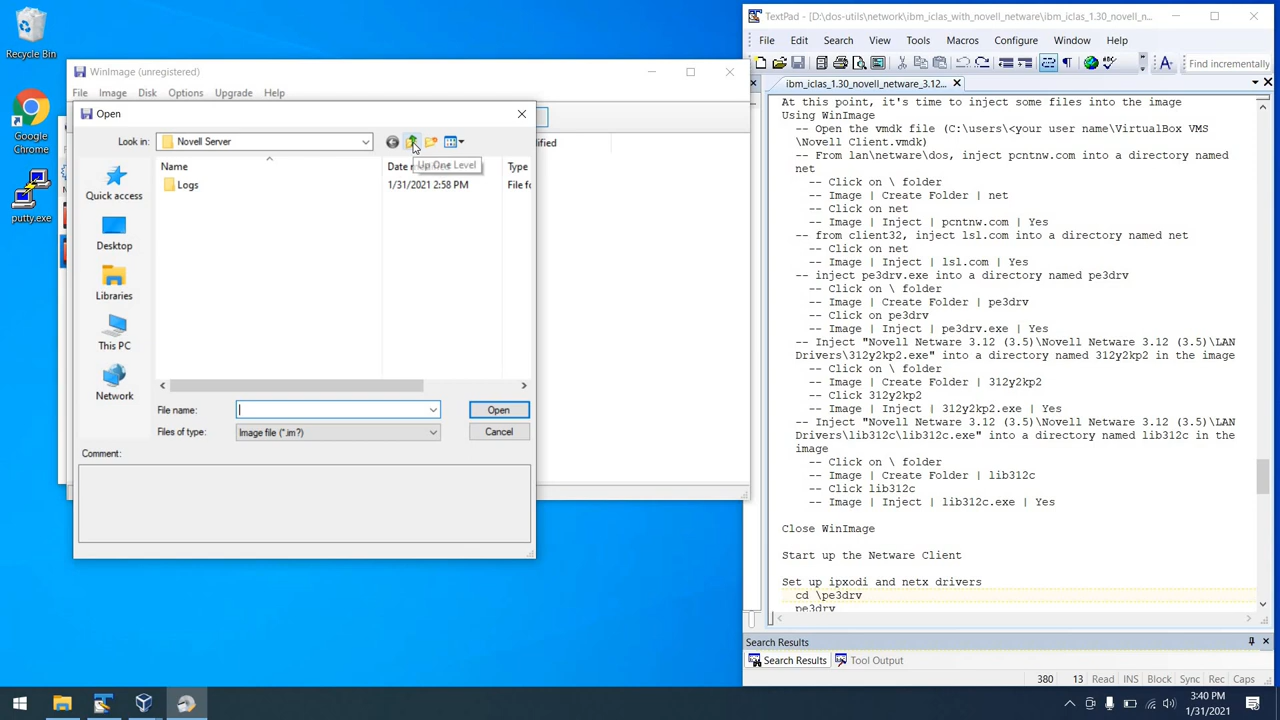 Recycle Bin
Google
Chrome
putty.exe
WinImage (unregistered)
File Image Disk Options Upgrade Help
Open
Look in: Novell Server
Up One Level
Name
Type
Logs 1/31/2021 2:58 PM
Quick access
Desktop
Libraries
This PC
Network
File name:
Files of type: Image file (*.im?)
Open
Cancel
Comment:
TextPad - [D:\dos-utils\network\ibm_iclas_with_novell_netware\ibm_iclas_1.30_novell_n...
File Edit Search View Tools Macros Configure Window Help
Find incrementally
ibm_iclas_1.30_novell_netware_3.12...
At this point, it's time to inject some files into the image
Using WinImage
-- Open the vmdk file (C:\users\<your user name\VirtualBox VMS
\Novell Client.vmdk)
-- From lan\netware\dos, inject pcntnw.com into a directory named
net
-- Click on \ folder
-- Image | Create Folder | net
-- Click on net
-- Image | Inject | pcntnw.com | Yes
-- from client32, inject lsl.com into a directory named net
-- Click on net
-- Image | Inject | lsl.com | Yes
-- inject pe3drv.exe into a directory named pe3drv
-- Click on \ folder
-- Image | Create Folder | pe3drv
-- Click on pe3drv
-- Image | Inject | pe3drv.exe | Yes
-- Inject "Novell Netware 3.12 (3.5)\Novell Netware 3.12 (3.5)\LAN
Drivers\312y2kp2.exe" into a directory named 312y2kp2 in the image
-- Click on \ folder
-- Image | Create Folder | 312y2kp2
-- Click 312y2kp2
-- Image | Inject | 312y2kp2.exe | Yes
-- Inject "Novell Netware 3.12 (3.5)\Novell Netware 3.12 (3.5)\LAN
Drivers\lib312c\lib312c.exe" into a directory named lib312c in the
image
-- Click on \ folder
-- Image | Create Folder | lib312c
-- Click lib312c
-- Image | Inject | lib312c.exe | Yes
Close WinImage
Start up the Netware Client
Set up ipxodi and netx drivers
cd \pe3drv
pe3drv
Search Results
Search Results Tool Output
380 13 Read INS Block Sync Rec Caps
3:40 PM
1/31/2021